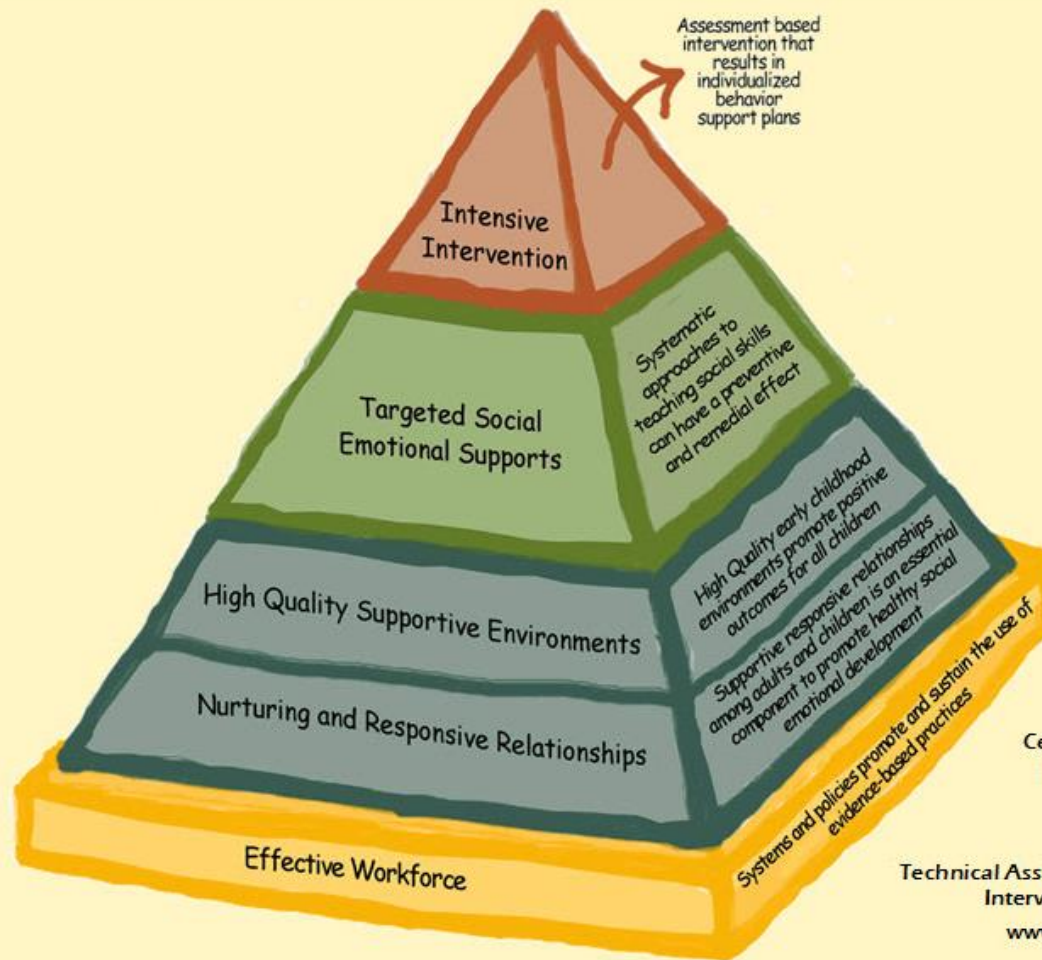 Assessment based
intervention that
results in
individualized
behavior
support plans
Intensive
Intervention
Systematic
approaches to
teaching social skills
can have a preventive
and remedial effect
Targeted Social
Emotional Supports
High Quality early childhood
environments promote positive
outcomes for all children
High Quality Supportive Environments
Supportive responsive relationships
among adults and children is an essential
component to promote healthy social
emotional development
Nurturing and Responsive Relationships
Systems and policies promote and sustain the use of
evidence-based practices
Effective Workforce
Technical